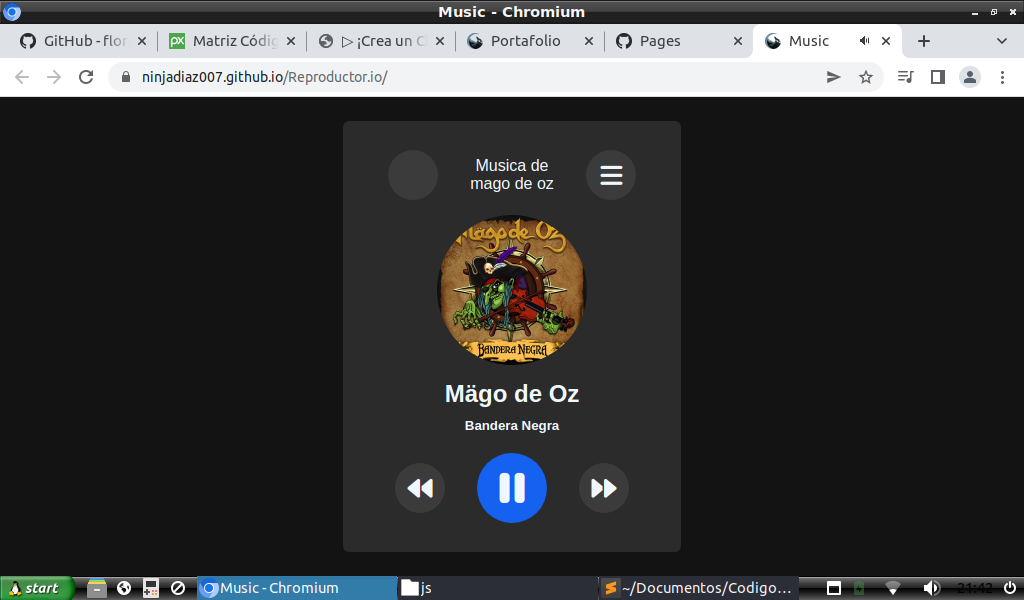 Music - Chromium
GitHub - flor
Matriz Códig
▷ ¡Crea un C
Portafolio
Pages
Music
ninjadiaz007.github.io/Reproductor.io/
Musica de
mago de oz
Mägo de Oz
BANDERA NEGRA
Mägo de Oz
Bandera Negra
start
Music - Chromium
js
~/Documentos/Codigo...
21:42